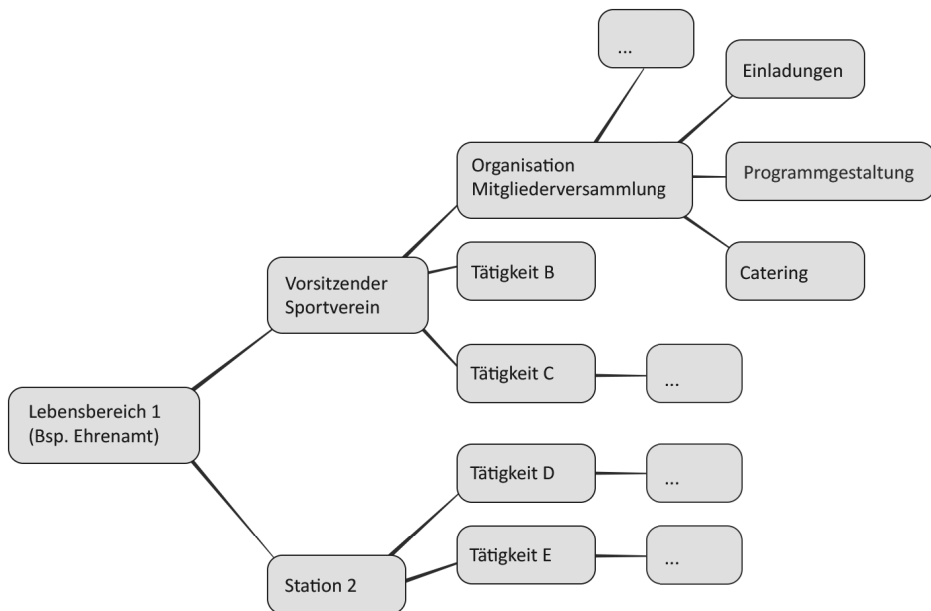 ...
Einladungen
Organisation
Mitgliederversammlung
Programmgestaltung
Catering
Vorsitzender
Sportverein
Tätigkeit B
Tätigkeit C
...
Lebensbereich 1
(Bsp. Ehrenamt)
Tätigkeit D
...
Station 2
Tätigkeit E
...